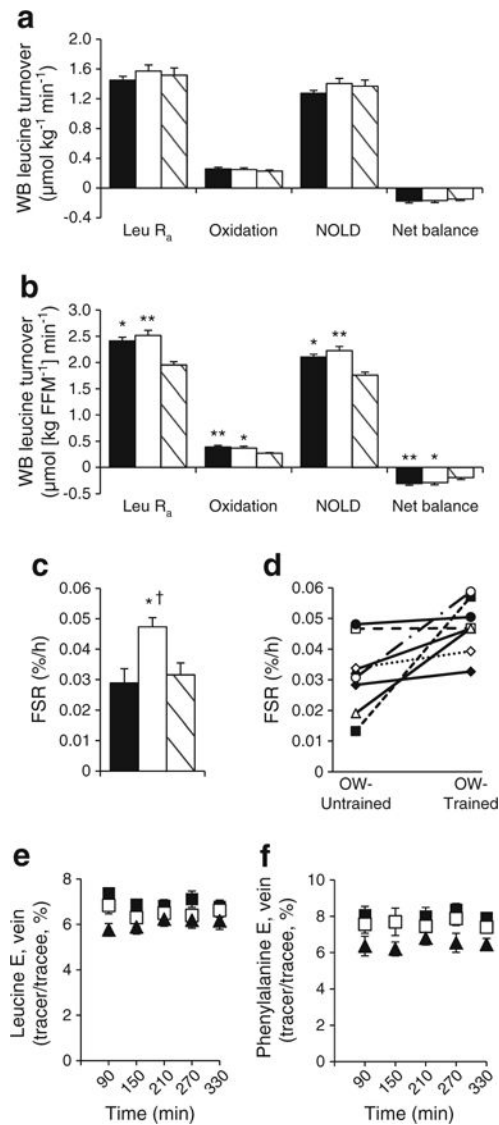 a
WB leucine turnover
(µmol kg⁻¹ min⁻¹)
2.0
1.6
1.2
0.8
0.4
0
-0.4
Leu Rₐ Oxidation NOLD Net balance
b
WB leucine turnover
(µmol [kg FFM⁻¹] min⁻¹)
3.0
2.5
2.0
1.5
1.0
0.5
0
-0.5
* ** ** * * ** ** *
Leu Rₐ Oxidation NOLD Net balance
c
FSR (%/h)
0.06
0.05
0.04
0.03
0.02
0.01
0
*†
d
FSR (%/h)
0.06
0.05
0.04
0.03
0.02
0.01
0
OW-
Untrained
OW-
Trained
e
Leucine E, vein
(tracer/tracee, %)
8
6
4
2
0
90 150 210 270 330
Time (min)
f
Phenylalanine E, vein
(tracer/tracee, %)
10
8
6
4
2
0
90 150 210 270 330
Time (min)